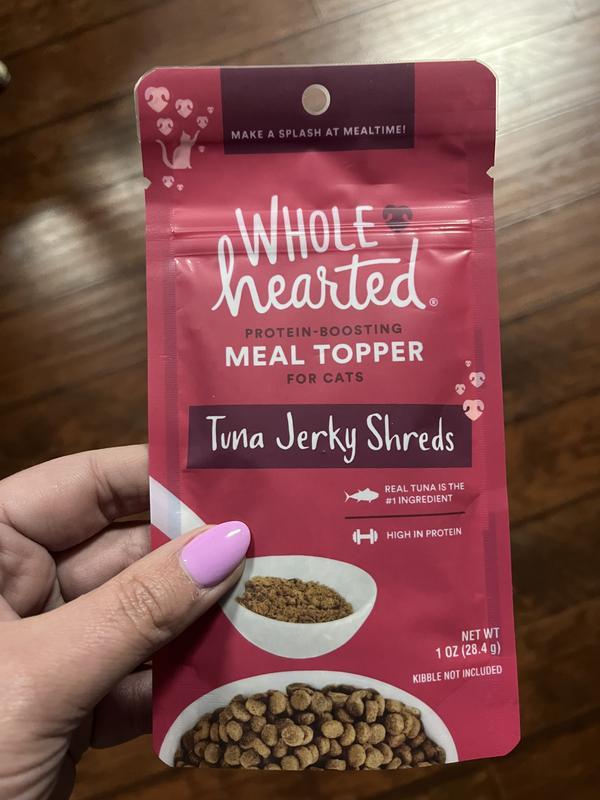 MAKE A SPLASH AT MEALTIME!
WHOLE
hearted®
PROTEIN-BOOSTING
MEAL TOPPER
FOR CATS
Tuna Jerky Shreds
REAL TUNA IS THE
#1 INGREDIENT
HIGH IN PROTEIN
NET WT
1 OZ (28.4 g)
KIBBLE NOT INCLUDED